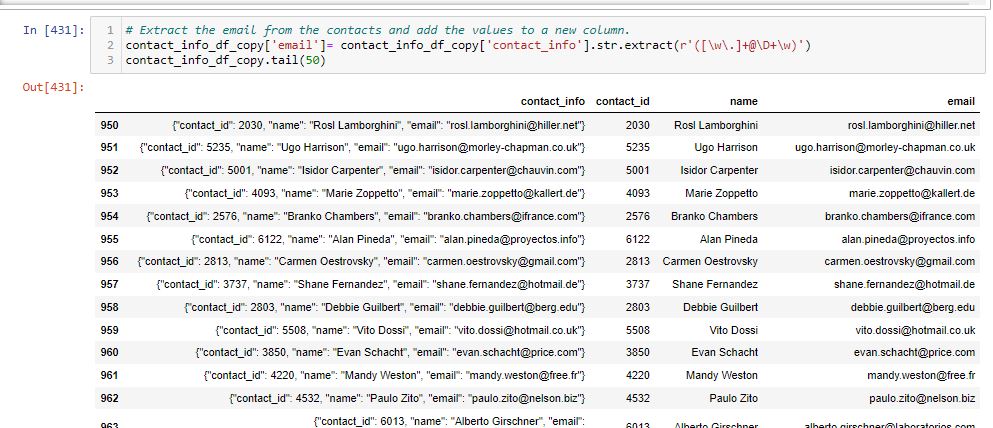 In [431]:
1 # Extract the email from the contacts and add the values to a new column.
2 contact_info_df_copy['email']= contact_info_df_copy['contact_info'].str.extract(r'([\w\.]+@\D+\w)')
3 contact_info_df_copy.tail(50)
Out[431]:
contact_info contact_id name email
950 {"contact_id": 2030, "name": "Rosl Lamborghini", "email": "rosl.lamborghini@hiller.net"} 2030 Rosl Lamborghini rosl.lamborghini@hiller.net
951 {"contact_id": 5235, "name": "Ugo Harrison", "email": "ugo.harrison@morley-chapman.co.uk"} 5235 Ugo Harrison ugo.harrison@morley-chapman.co.uk
952 {"contact_id": 5001, "name": "Isidor Carpenter", "email": "isidor.carpenter@chauvin.com"} 5001 Isidor Carpenter isidor.carpenter@chauvin.com
953 {"contact_id": 4093, "name": "Marie Zoppetto", "email": "marie.zoppetto@kallert.de"} 4093 Marie Zoppetto marie.zoppetto@kallert.de
954 {"contact_id": 2576, "name": "Branko Chambers", "email": "branko.chambers@ifrance.com"} 2576 Branko Chambers branko.chambers@ifrance.com
955 {"contact_id": 6122, "name": "Alan Pineda", "email": "alan.pineda@proyectos.info"} 6122 Alan Pineda alan.pineda@proyectos.info
956 {"contact_id": 2813, "name": "Carmen Oestrovsky", "email": "carmen.oestrovsky@gmail.com"} 2813 Carmen Oestrovsky carmen.oestrovsky@gmail.com
957 {"contact_id": 3737, "name": "Shane Fernandez", "email": "shane.fernandez@hotmail.de"} 3737 Shane Fernandez shane.fernandez@hotmail.de
958 {"contact_id": 2803, "name": "Debbie Guilbert", "email": "debbie.guilbert@berg.edu"} 2803 Debbie Guilbert debbie.guilbert@berg.edu
959 {"contact_id": 5508, "name": "Vito Dossi", "email": "vito.dossi@hotmail.co.uk"} 5508 Vito Dossi vito.dossi@hotmail.co.uk
960 {"contact_id": 3850, "name": "Evan Schacht", "email": "evan.schacht@price.com"} 3850 Evan Schacht evan.schacht@price.com
961 {"contact_id": 4220, "name": "Mandy Weston", "email": "mandy.weston@free.fr"} 4220 Mandy Weston mandy.weston@free.fr
962 {"contact_id": 4532, "name": "Paulo Zito", "email": "paulo.zito@nelson.biz"} 4532 Paulo Zito paulo.zito@nelson.biz
{"contact_id": 6013, "name": "Alberto Girschner", "email":
963 6013 Alberto Girschner alberto.girschner@laboratorios.com